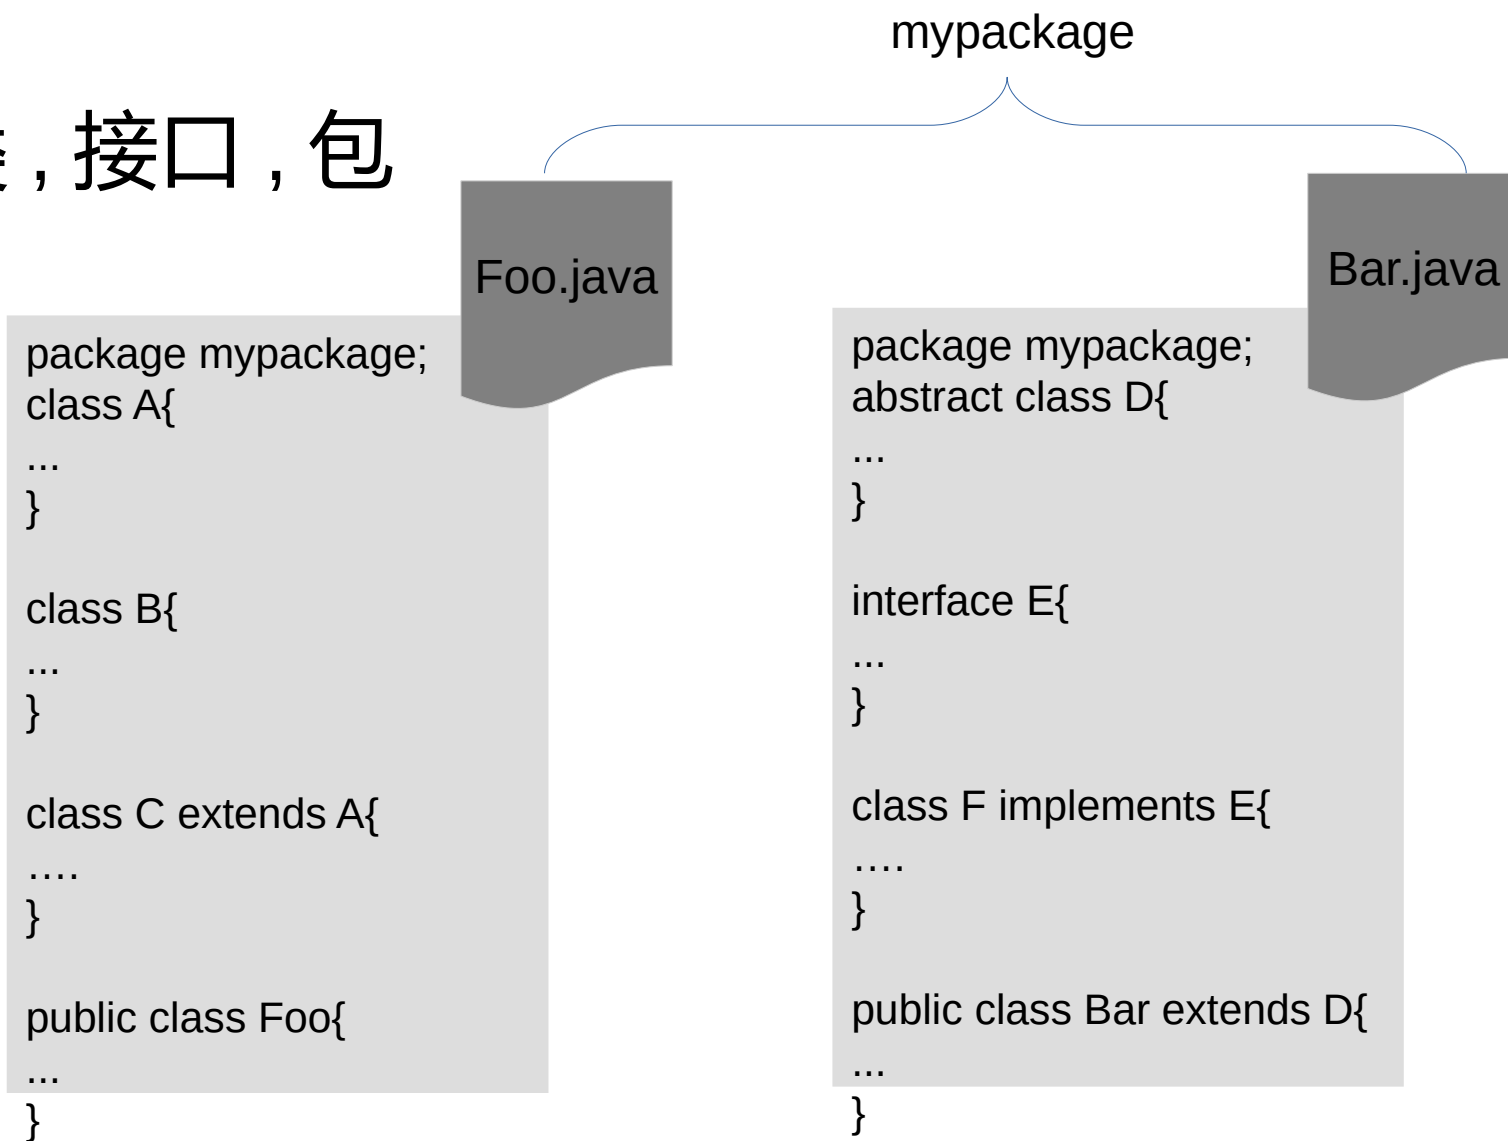 mypackage
, 接口 , 包
Foo.java
package mypackage;
class A{
...
}
class B{
...
}
class C extends A{
….
}
public class Foo{
...
}
Bar.java
package mypackage;
abstract class D{
...
}
interface E{
...
}
class F implements E{
….
}
public class Bar extends D{
...
}